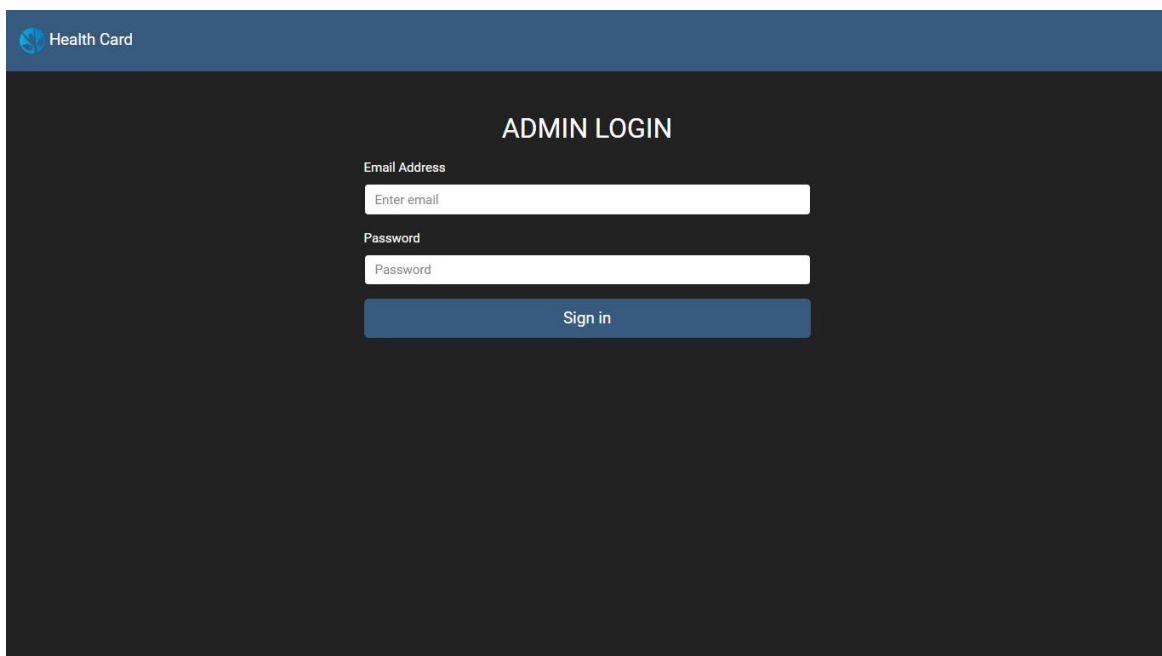 Health Card
ADMIN LOGIN
Email Address
Enter email
Password
Password
Sign in